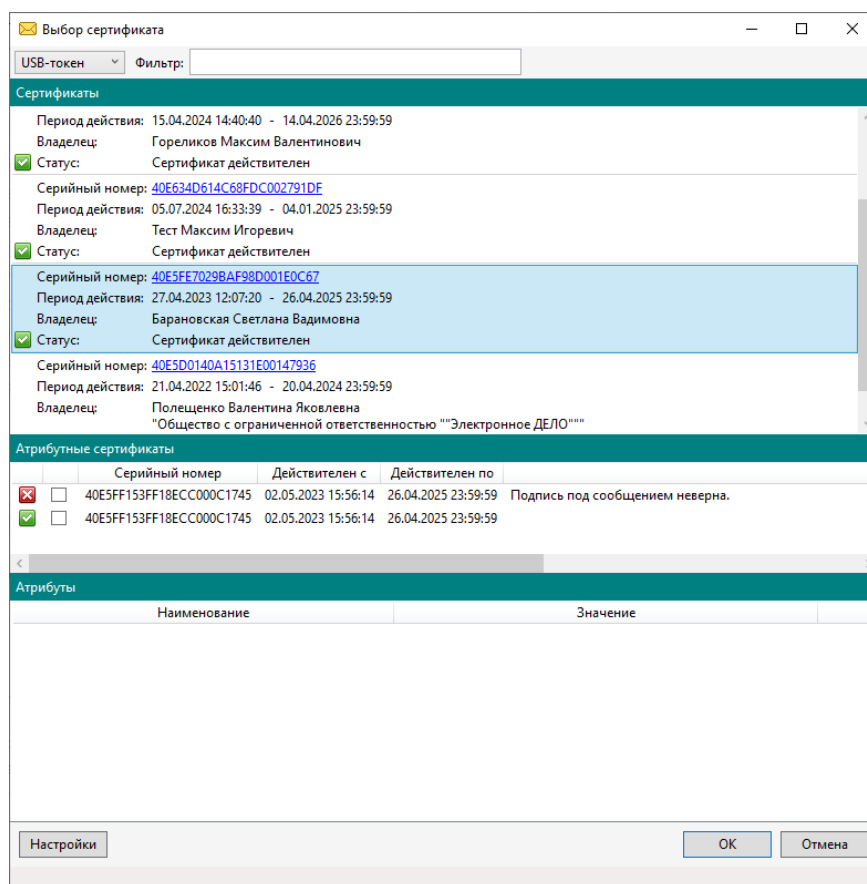 Выбор сертификата
USB-токен Фильтр:
Сертификаты
Период действия: 15.04.2024 14:40:40 - 14.04.2026 23:59:59
Владелец: Гореликов Максим Валентинович
Статус: Сертификат действителен
Серийный номер: 40E634D614C68FDC002791DF
Период действия: 05.07.2024 16:33:39 - 04.01.2025 23:59:59
Владелец: Тест Максим Игоревич
Статус: Сертификат действителен
Серийный номер: 40E5FE7029BAF98D001E0C67
Период действия: 27.04.2023 12:07:20 - 26.04.2025 23:59:59
Владелец: Барановская Светлана Вадимовна
Статус: Сертификат действителен
Серийный номер: 40E5D0140A15131E00147936
Период действия: 21.04.2022 15:01:46 - 20.04.2024 23:59:59
Владелец: Полещенко Валентина Яковлевна
"Общество с ограниченной ответственностью ""Электронное ДЕЛО"""
Атрибутные сертификаты
Серийный номер Действителен с Действителен по
40E5FF153FF18ECC000C1745 02.05.2023 15:56:14 26.04.2025 23:59:59 Подпись под сообщением неверна.
40E5FF153FF18ECC000C1745 02.05.2023 15:56:14 26.04.2025 23:59:59
Атрибуты
Наименование Значение
Настройки OK Отмена